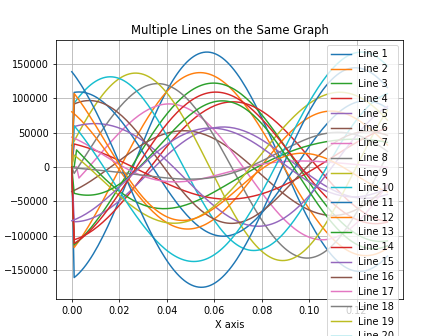 Multiple Lines on the Same Graph
150000
100000
50000
0
−50000
−100000
−150000
0.00
0.02
0.04
0.06
0.08
0.10
X axis
Line 1
Line 2
Line 3
Line 4
Line 5
Line 6
Line 7
Line 8
Line 9
Line 10
Line 11
Line 12
Line 13
Line 14
Line 15
Line 16
Line 17
Line 18
Line 19
Line 20